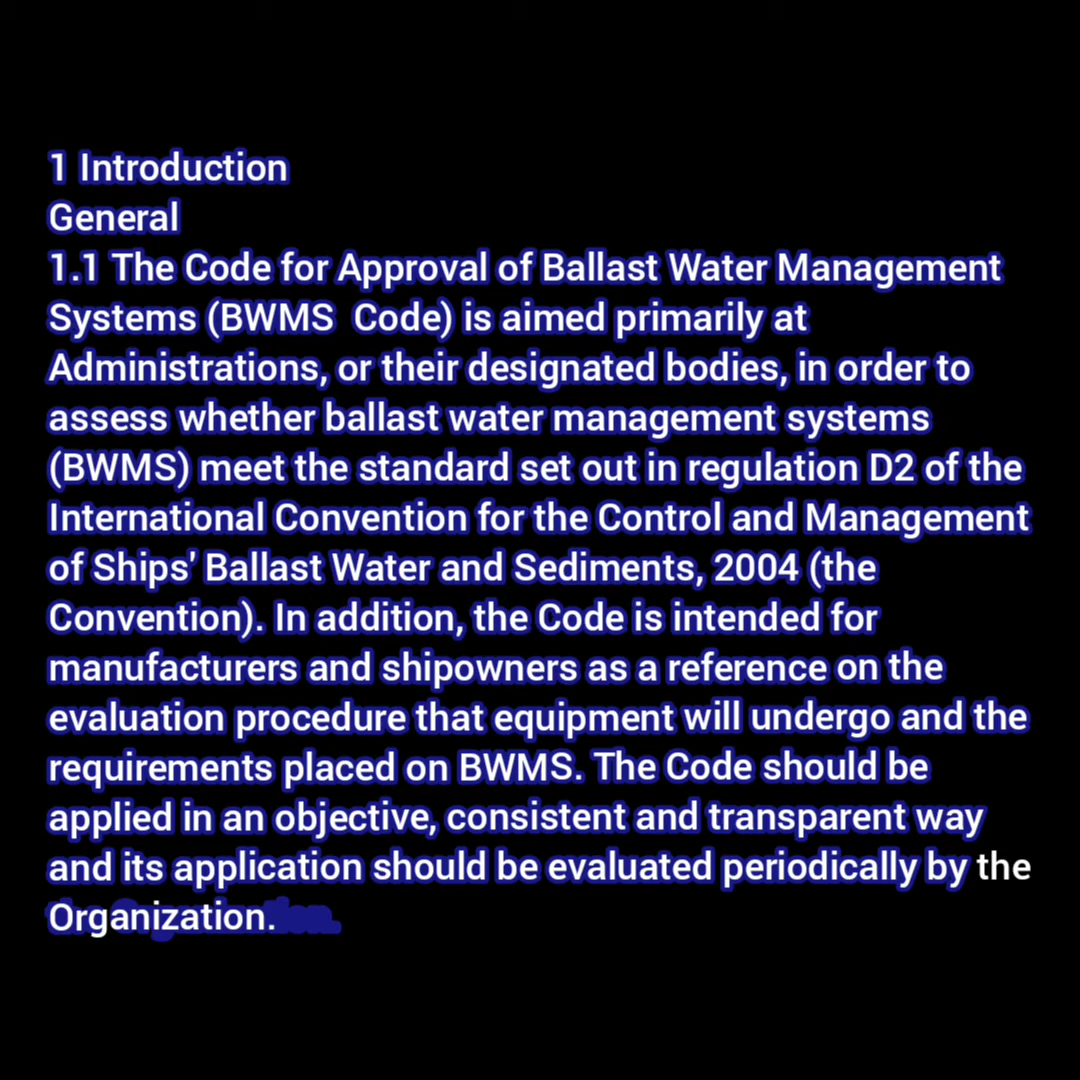 1 Introduction
General
1.1 The Code for Approval of Ballast Water Management
Systems (BWMS  Code) is aimed primarily at
Administrations, or their designated bodies, in order to
assess whether ballast water management systems
(BWMS) meet the standard set out in regulation D2 of the
International Convention for the Control and Management
of Ships' Ballast Water and Sediments, 2004 (the
Convention). In addition, the Code is intended for
manufacturers and shipowners as a reference on the
evaluation procedure that equipment will undergo and the
requirements placed on BWMS. The Code should be
applied in an objective, consistent and transparent way
and its application should be evaluated periodically by the
Organization.